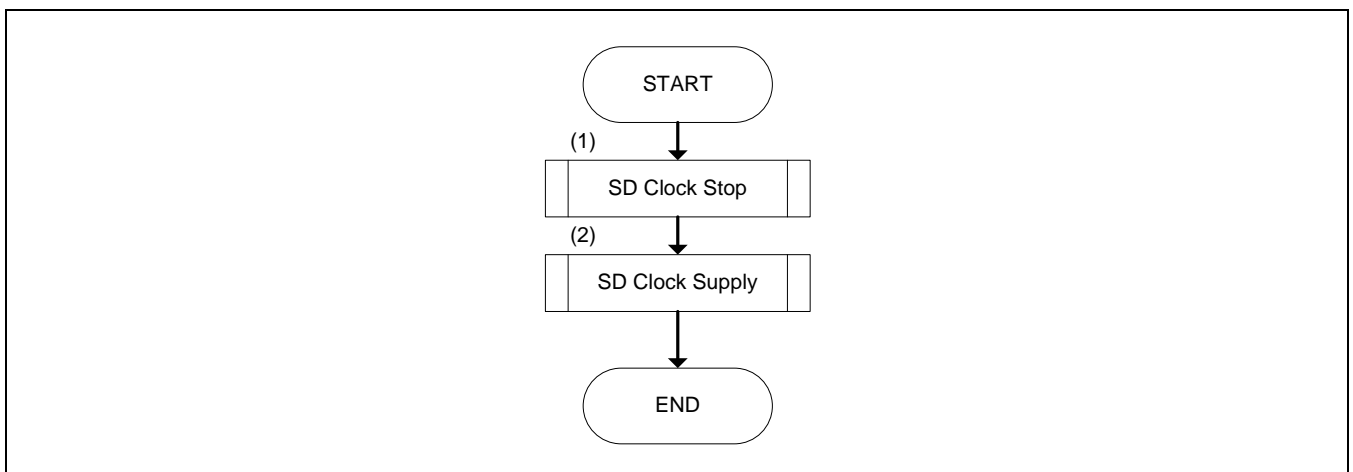 START
(1)
SD Clock Stop
(2)
SD Clock Supply
END